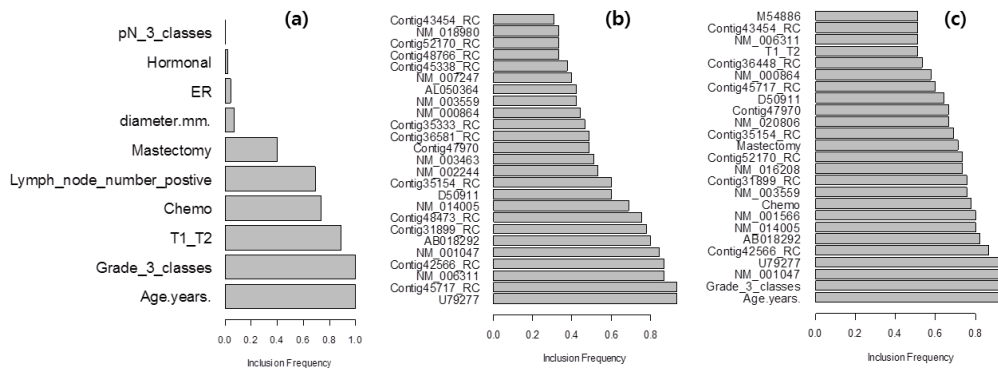 (a)
pN_3_classes
Hormonal
ER
diameter.mm.
Mastectomy
Lymph_node_number_postive
Chemo
T1_T2
Grade_3_classes
Age.years.
0.0 0.2 0.4 0.6 0.8 1.0
Inclusion Frequency
(b)
Contig43454_RC
NM_018980
Contig52170_RC
Contig48766_RC
Contig45338_RC
NM_007247
AL050364
NM_003559
NM_000864
Contig35333_RC
Contig36581_RC
Contig47970
NM_003463
NM_002244
Contig35154_RC
D50911
NM_014005
Contig48473_RC
Contig31899_RC
AB018292
NM_001047
Contig42566_RC
NM_006311
Contig45717_RC
U79277
0.0 0.2 0.4 0.6 0.8
Inclusion Frequency
(c)
M54886
Contig43454_RC
NM_006311
T1_T2
Contig36448_RC
NM_000864
Contig45717_RC
D50911
Contig47970
NM_020806
Contig35154_RC
Mastectomy
Contig52170_RC
NM_016208
Contig31899_RC
NM_003559
Chemo
NM_001566
NM_014005
AB018292
Contig42566_RC
U79277
NM_001047
Grade_3_classes
Age.years.
0.0 0.2 0.4 0.6 0.8
Inclusion Frequency